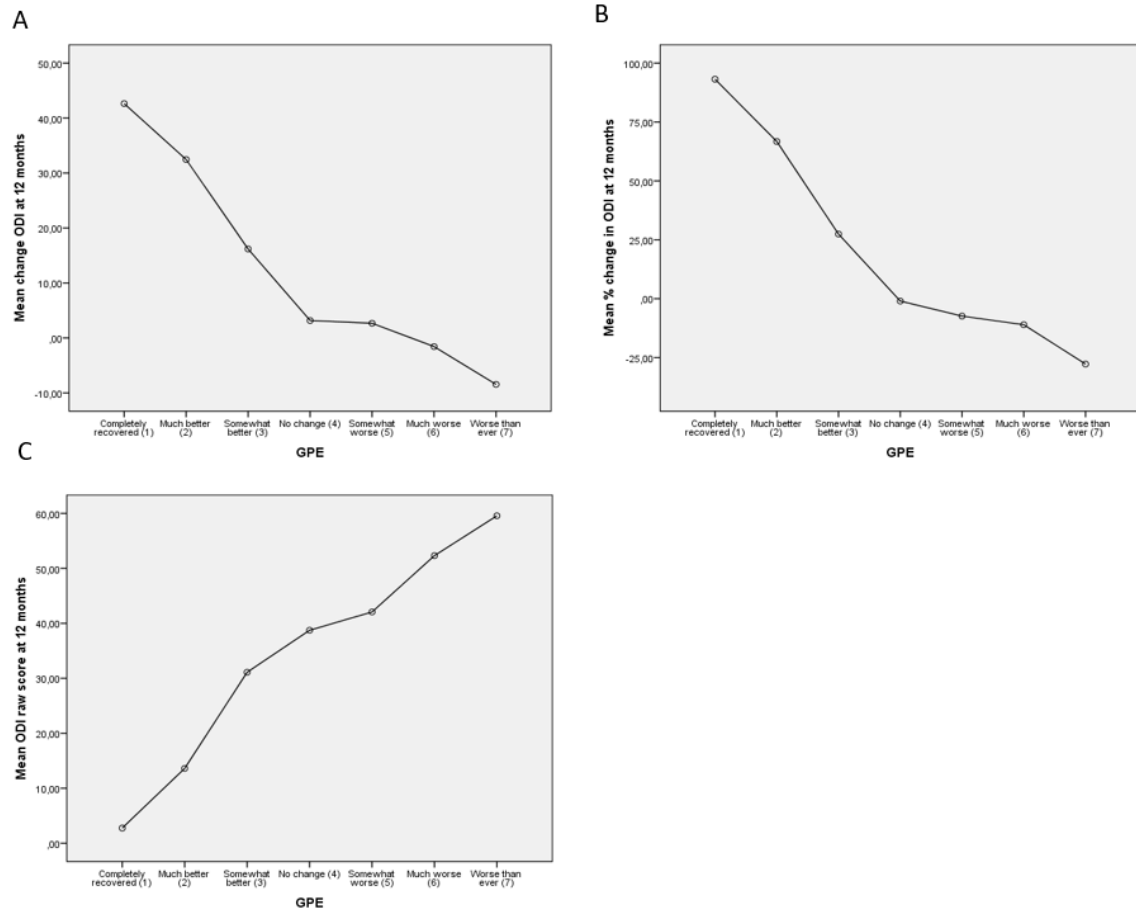 A
Mean change ODI at 12 months
50,00
40,00
30,00
20,00
10,00
,00
-10,00
Completely recovered (1)
Much better (2)
Somewhat better (3)
No change (4)
Somewhat worse (5)
Much worse (6)
Worse than ever (7)
GPE
B
Mean % change in ODI at 12 months
100,00
75,00
50,00
25,00
,00
-25,00
Completely recovered (1)
Much better (2)
Somewhat better (3)
No change (4)
Somewhat worse (5)
Much worse (6)
Worse than ever (7)
GPE
C
Mean ODI raw score at 12 months
60,00
50,00
40,00
30,00
20,00
10,00
,00
Completely recovered (1)
Much better (2)
Somewhat better (3)
No change (4)
Somewhat worse (5)
Much worse (6)
Worse than ever (7)
GPE